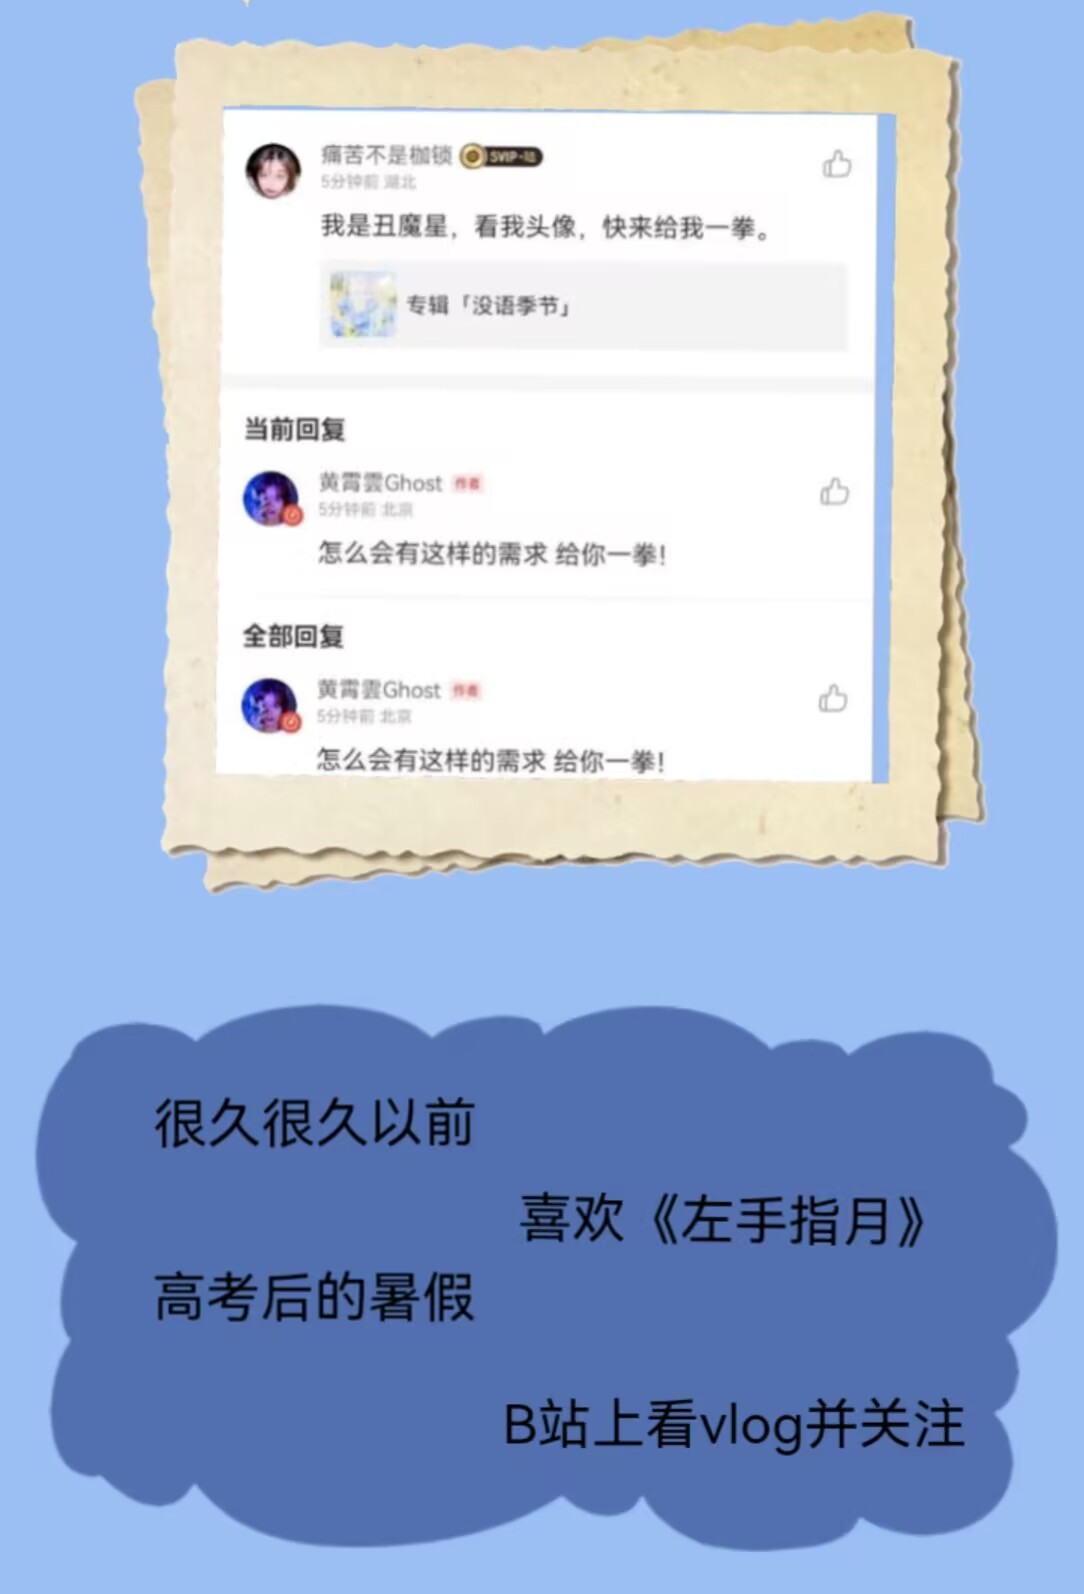 痛苦不是枷锁
5分钟前 湖北
我是丑魔星，看我头像，快来给我一拳。
专辑「没语季节」
当前回复
黄霄雲Ghost 作者
5分钟前 北京
怎么会有这样的需求 给你一拳！
全部回复
黄霄雲Ghost 作者
5分钟前 北京
怎么会有这样的需求 给你一拳！
很久很久以前
喜欢《左手指月》
高考后的暑假
B站上看vlog并关注